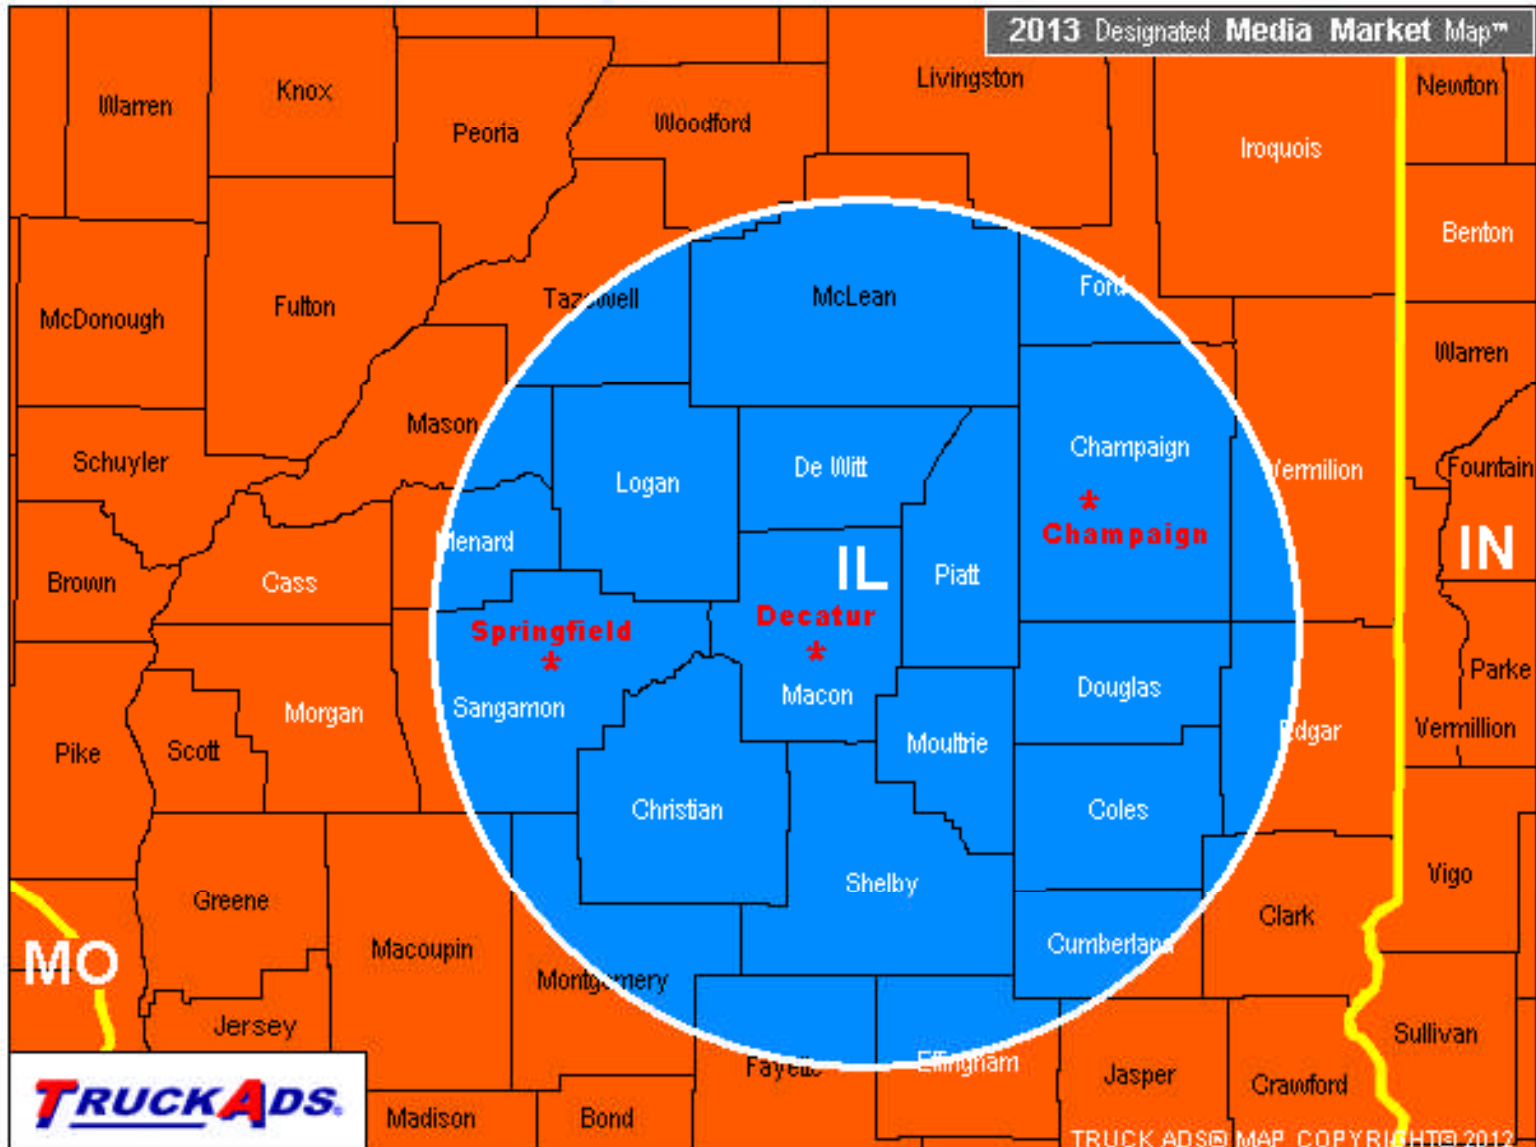 2013 Designated Media Market Map™
Livingston
Newton
Knox
Warren
Woodford
Peoria
Iroquois
Benton
Ford
McLean
Tazewell
Fulton
McDonough
Warren
Mason
Champaign
Schuyler
De Witt
Fountain
Vermilion
Logan
Champaign
Menard
IL
IN
Piatt
Brown
Cass
Decatur
Springfield
Parke
Douglas
Macon
Sangamon
Morgan
Vermillion
Edgar
Moultrie
Scott
Pike
Christian
Coles
Vigo
Shelby
Greene
Clark
Cumberland
Macoupin
MO
Montgomery
Jersey
Sullivan
Effingham
Fayette
Jasper
Crawford
TRUCKADS®
Madison
Bond
TRUCK ADS® MAP COPYRIGHT© 2012